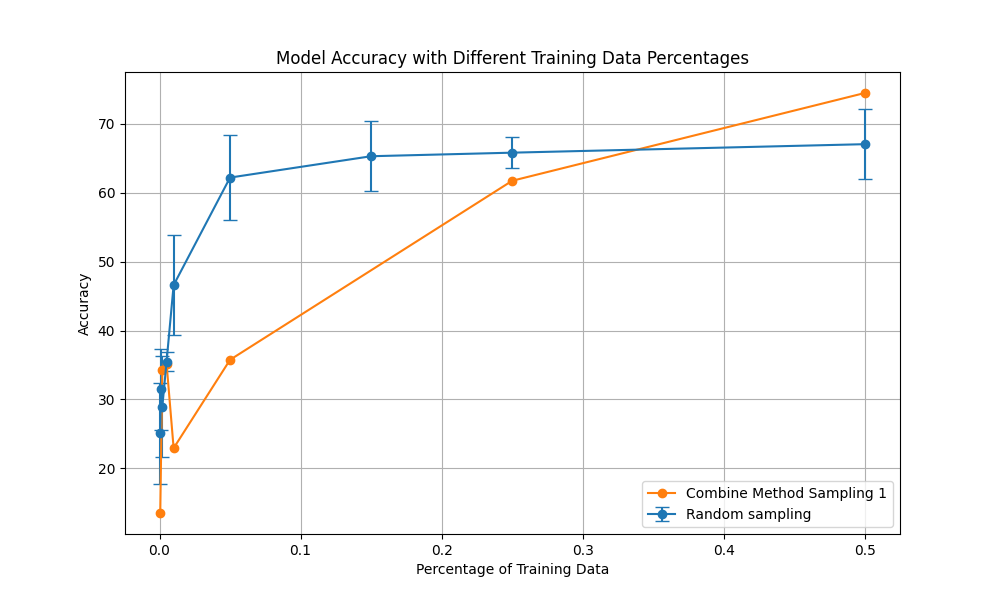 Model Accuracy with Different Training Data Percentages
70
60
50
40
30
20
Accuracy
0.0 0.1 0.2 0.3 0.4 0.5
Percentage of Training Data
Combine Method Sampling 1
Random sampling